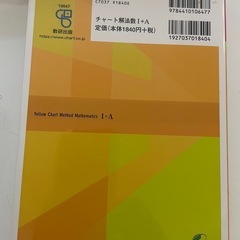 19847
数研出版
https://www.chart.co.jp
C7037 ¥1840E
チャート解法数I+A
定価(本体1840円+税)
9784410106477
1927037018404
Yellow Chart Method Mathematics I+A